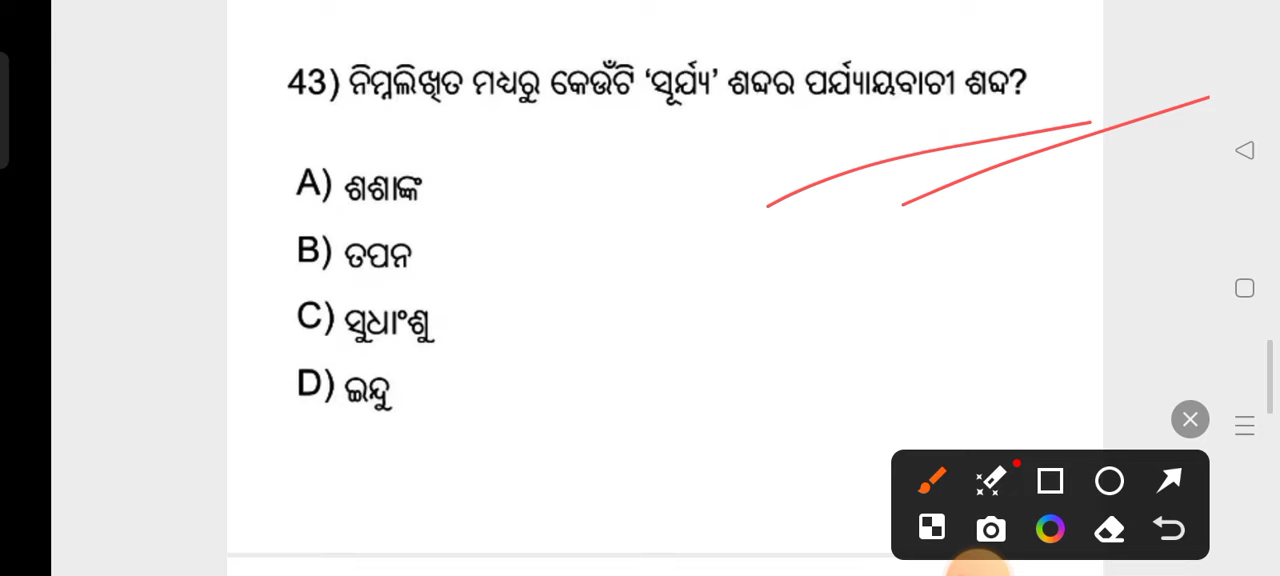 43) ନିମ୍ନଲିଖିତ ମଧ୍ୟରୁ କେଉଁଟି ‘ସୂର୍ଯ୍ୟ’ ଶବ୍ଦର ପର୍ଯ୍ୟାୟବାଚୀ ଶବ୍ଦ?
A) ଶଶାଙ୍କ
B) ତପନ
C) ସୁଧାଂଶୁ
D) ଇନ୍ଦୁ